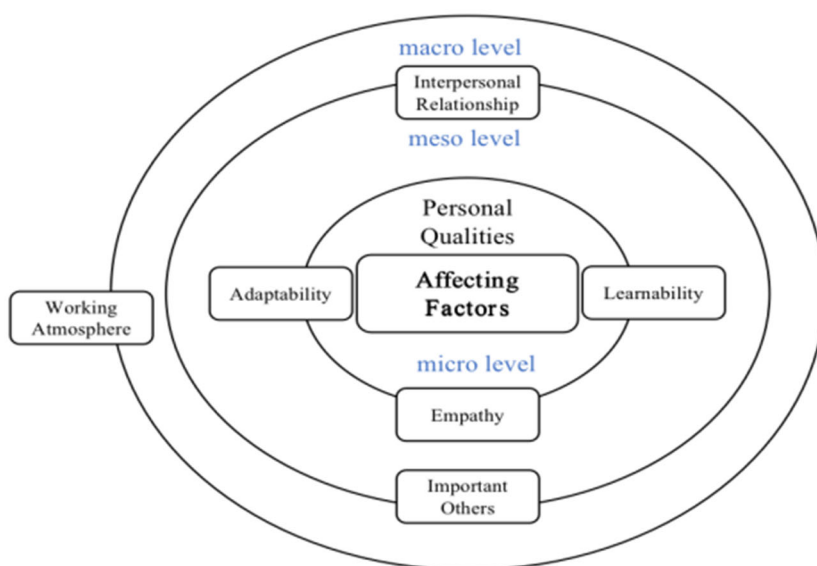 macro level
Interpersonal
Relationship
meso level
Personal
Qualities
Adaptability
Affecting
Factors
Learnability
Working
Atmosphere
micro level
Empathy
Important
Others